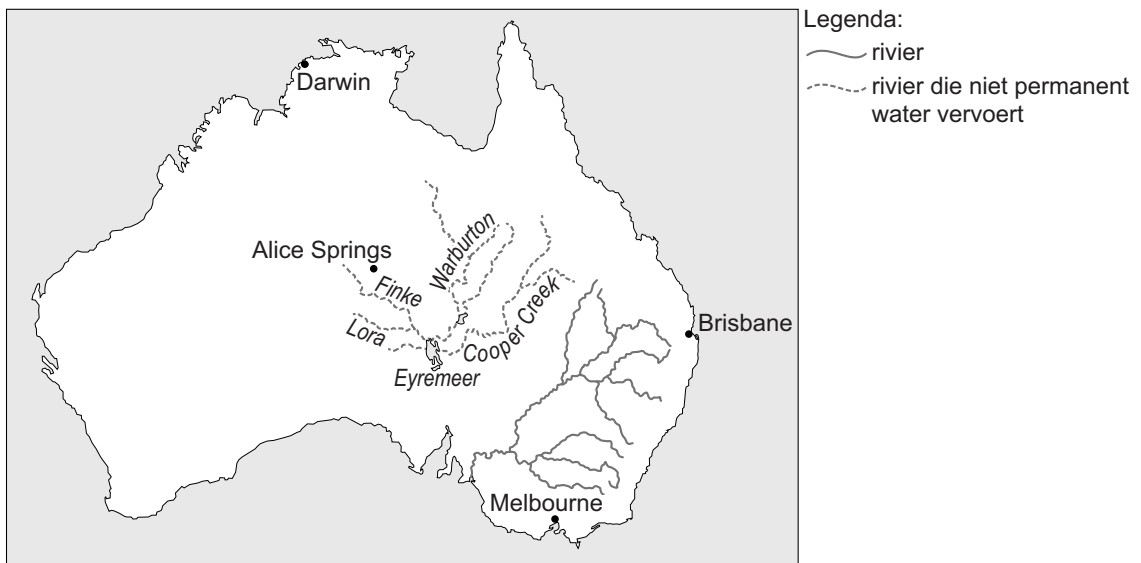 Legenda:
rivier
rivier die niet permanent
water vervoert
Darwin
Alice Springs
Warburton
Finke
Lora
Cooper Creek
Eyremeer
Brisbane
Melbourne